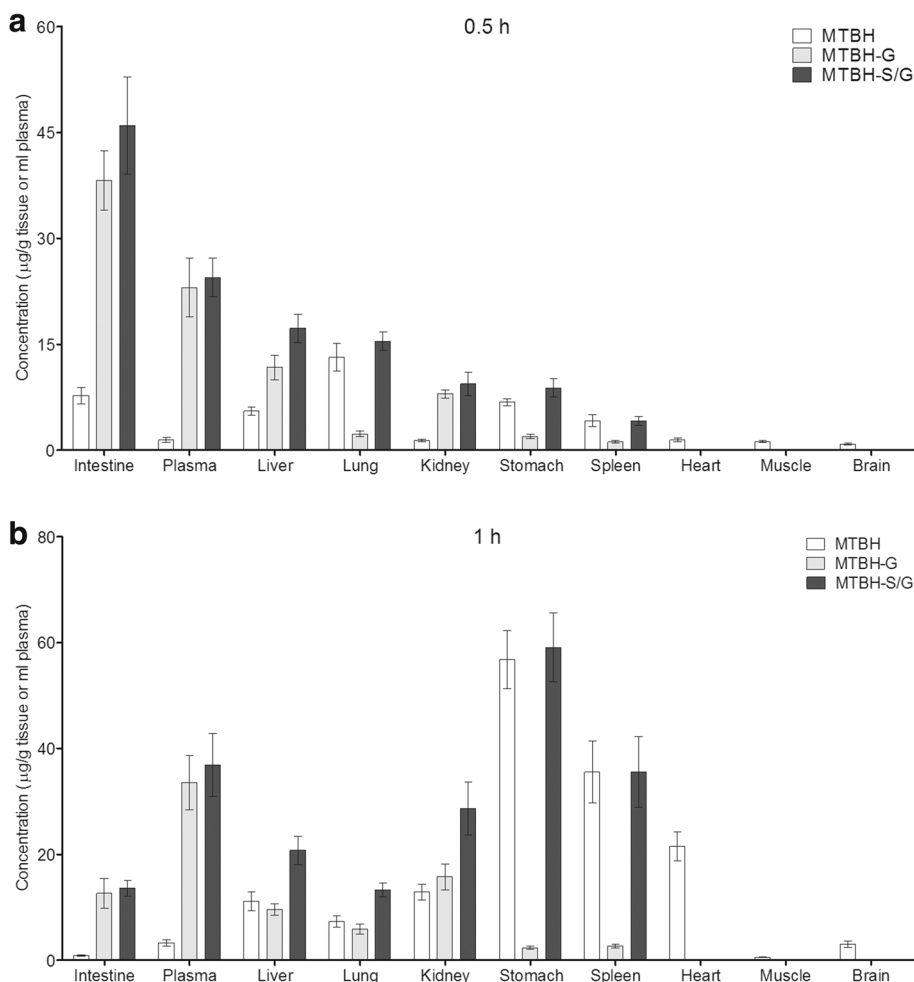 a
0.5 h
MTBH
MTBH-G
MTBH-S/G
Concentration (µg/g tissue or ml plasma)
60
45
30
15
0
Intestine Plasma Liver Lung Kidney Stomach Spleen Heart Muscle Brain
b
1 h
MTBH
MTBH-G
MTBH-S/G
Concentration (µg/g tissue or ml plasma)
80
60
40
20
0
Intestine Plasma Liver Lung Kidney Stomach Spleen Heart Muscle Brain